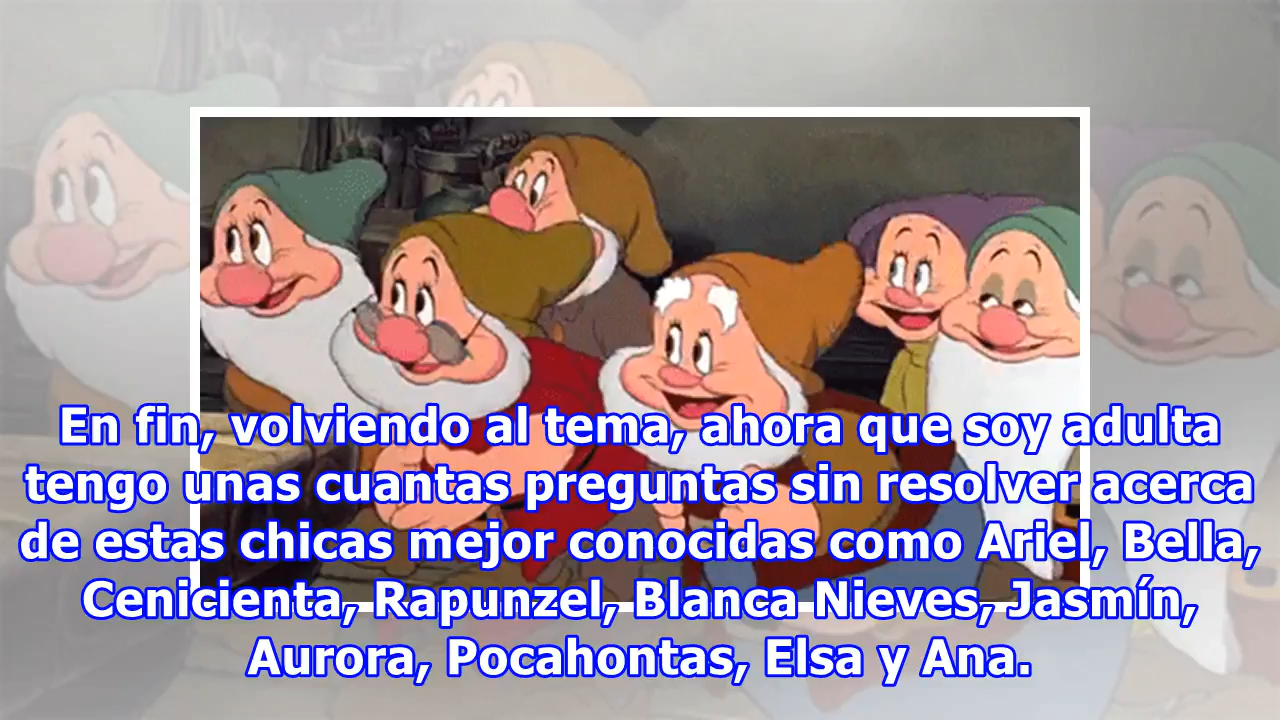 En fin, volviendo al tema, ahora que soy adulta
tengo unas cuantas preguntas sin resolver acerca
de estas chicas mejor conocidas como Ariel, Bella,
Cenicienta, Rapunzel, Blanca Nieves, Jasmín,
Aurora, Pocahontas, Elsa y Ana.